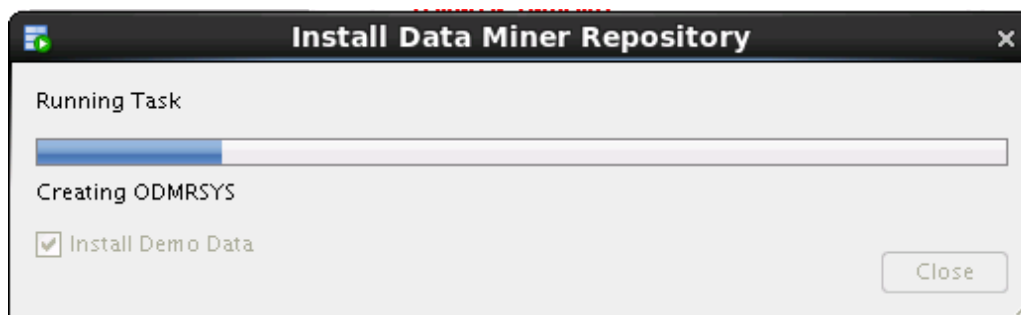 Install Data Miner Repository
Running Task
Creating ODMRSYS
Install Demo Data
Close